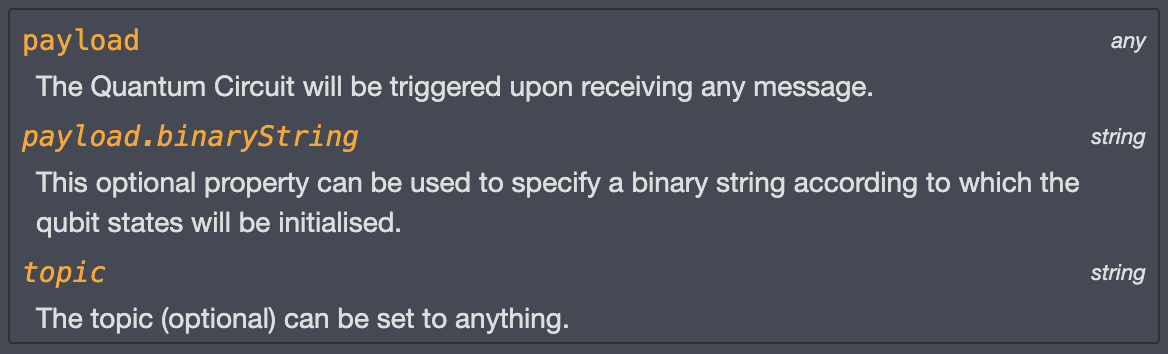 payload any
The Quantum Circuit will be triggered upon receiving any message.
payload.binaryString string
This optional property can be used to specify a binary string according to which the
qubit states will be initialised.
topic string
The topic (optional) can be set to anything.